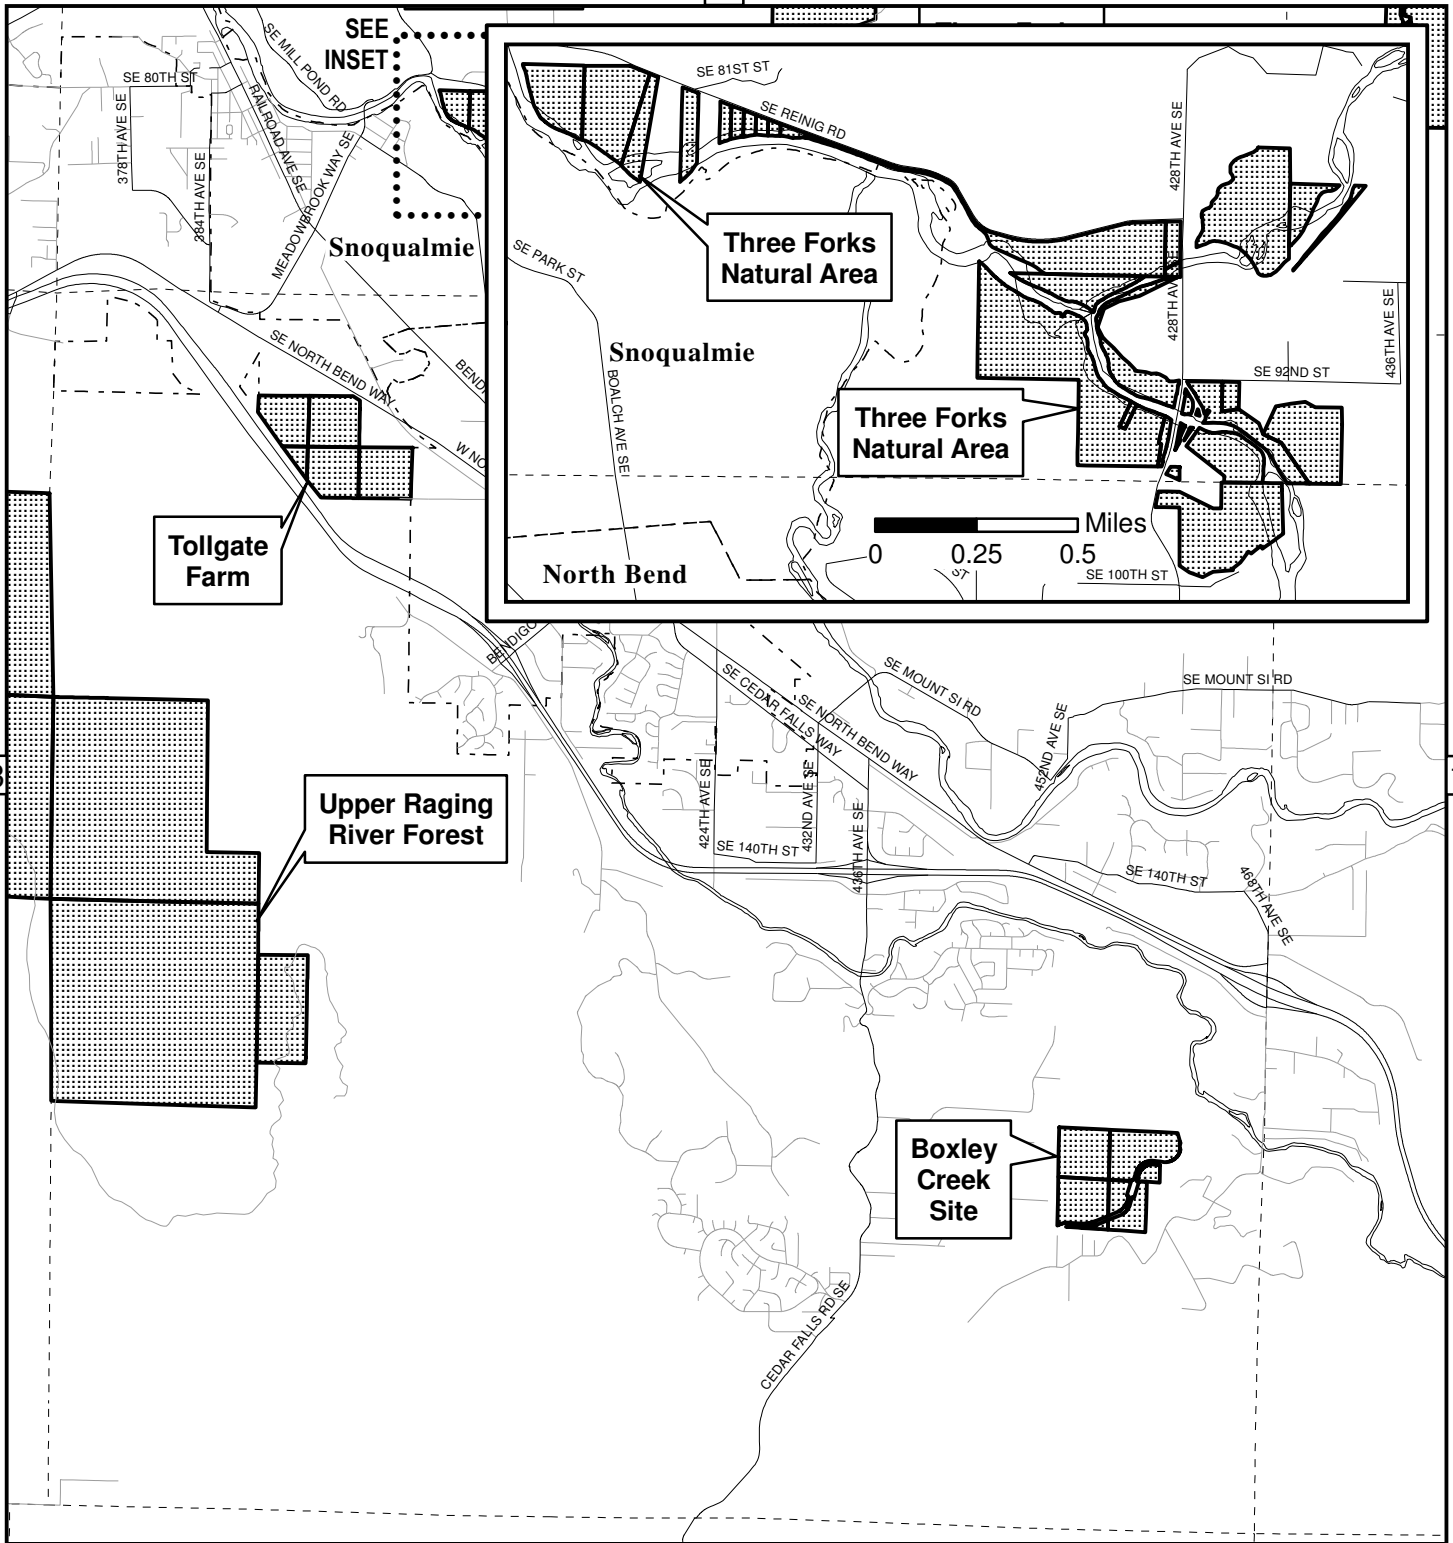 SEE
INSET
SE MILL POND RD
SE 80TH ST
RAILROAD AVE SE
378TH AVE SE
384TH AVE SE
MEADOWBROOK WAY SE
Snoqualmie
SE NORTH BEND WAY
W NO
Tollgate
Farm
SE 81ST ST
SE REINIG RD
428TH AVE SE
Three Forks
Natural Area
SE PARK ST
428TH AVE SE
436TH AVE SE
Snoqualmie
BOALCH AVE SE
SE 92ND ST
Three Forks
Natural Area
Miles
0
0.25
0.5
North Bend
ST
SE 100TH ST
BENDIGO
SE MOUNT SI RD
SE MOUNT SI RD
SE CEDAR FALLS WAY
SE NORTH BEND WAY
452ND AVE SE
424TH AVE SE
432ND AVE SE
436TH AVE SE
SE 140TH ST
SE 140TH ST
468TH AVE SE
Upper Raging
River Forest
Boxley
Creek
Site
CEDAR FALLS RD SE